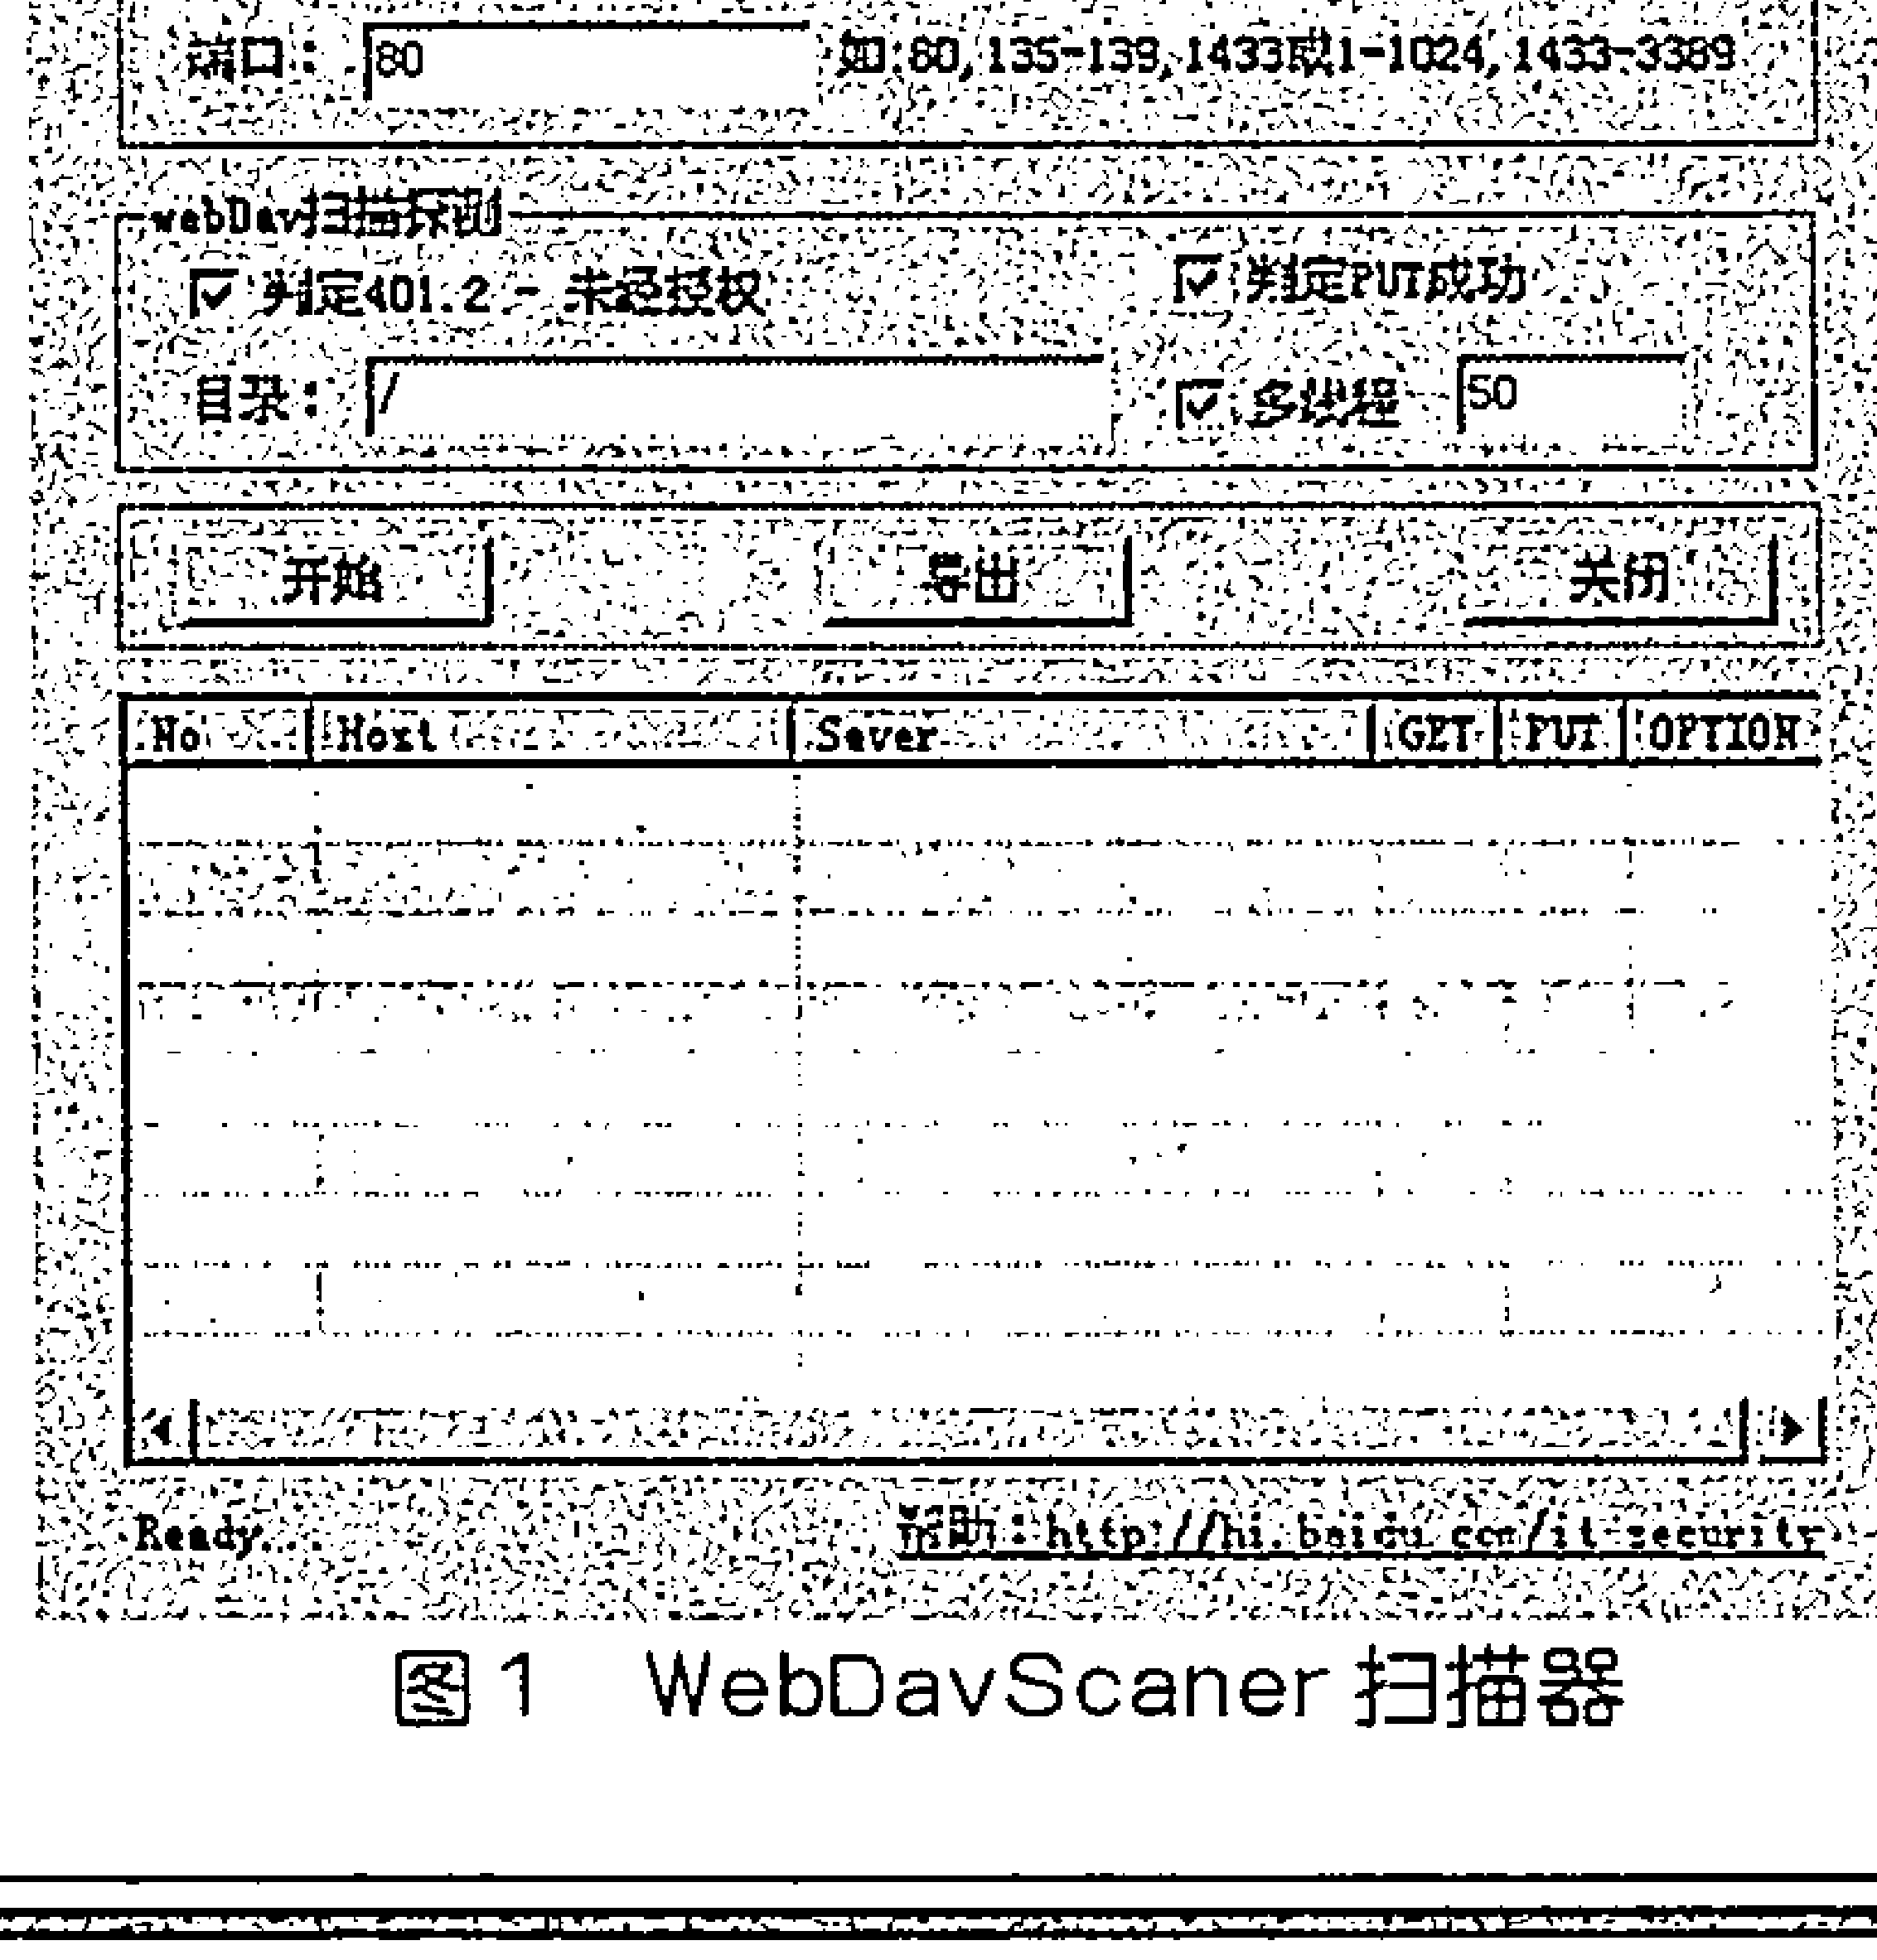 端口： 80 如:80,135-139,1433或1-1024,1433-3389
webDav扫描探测
判定401.2 - 未经授权 判定PUT成功
目录： / 多线程 50
开始 导出 关闭
No Host Sever GET PUT OPTION
Ready... 帮助：http://hi.baidu.com/it-security
图1 WebDavScaner 扫描器